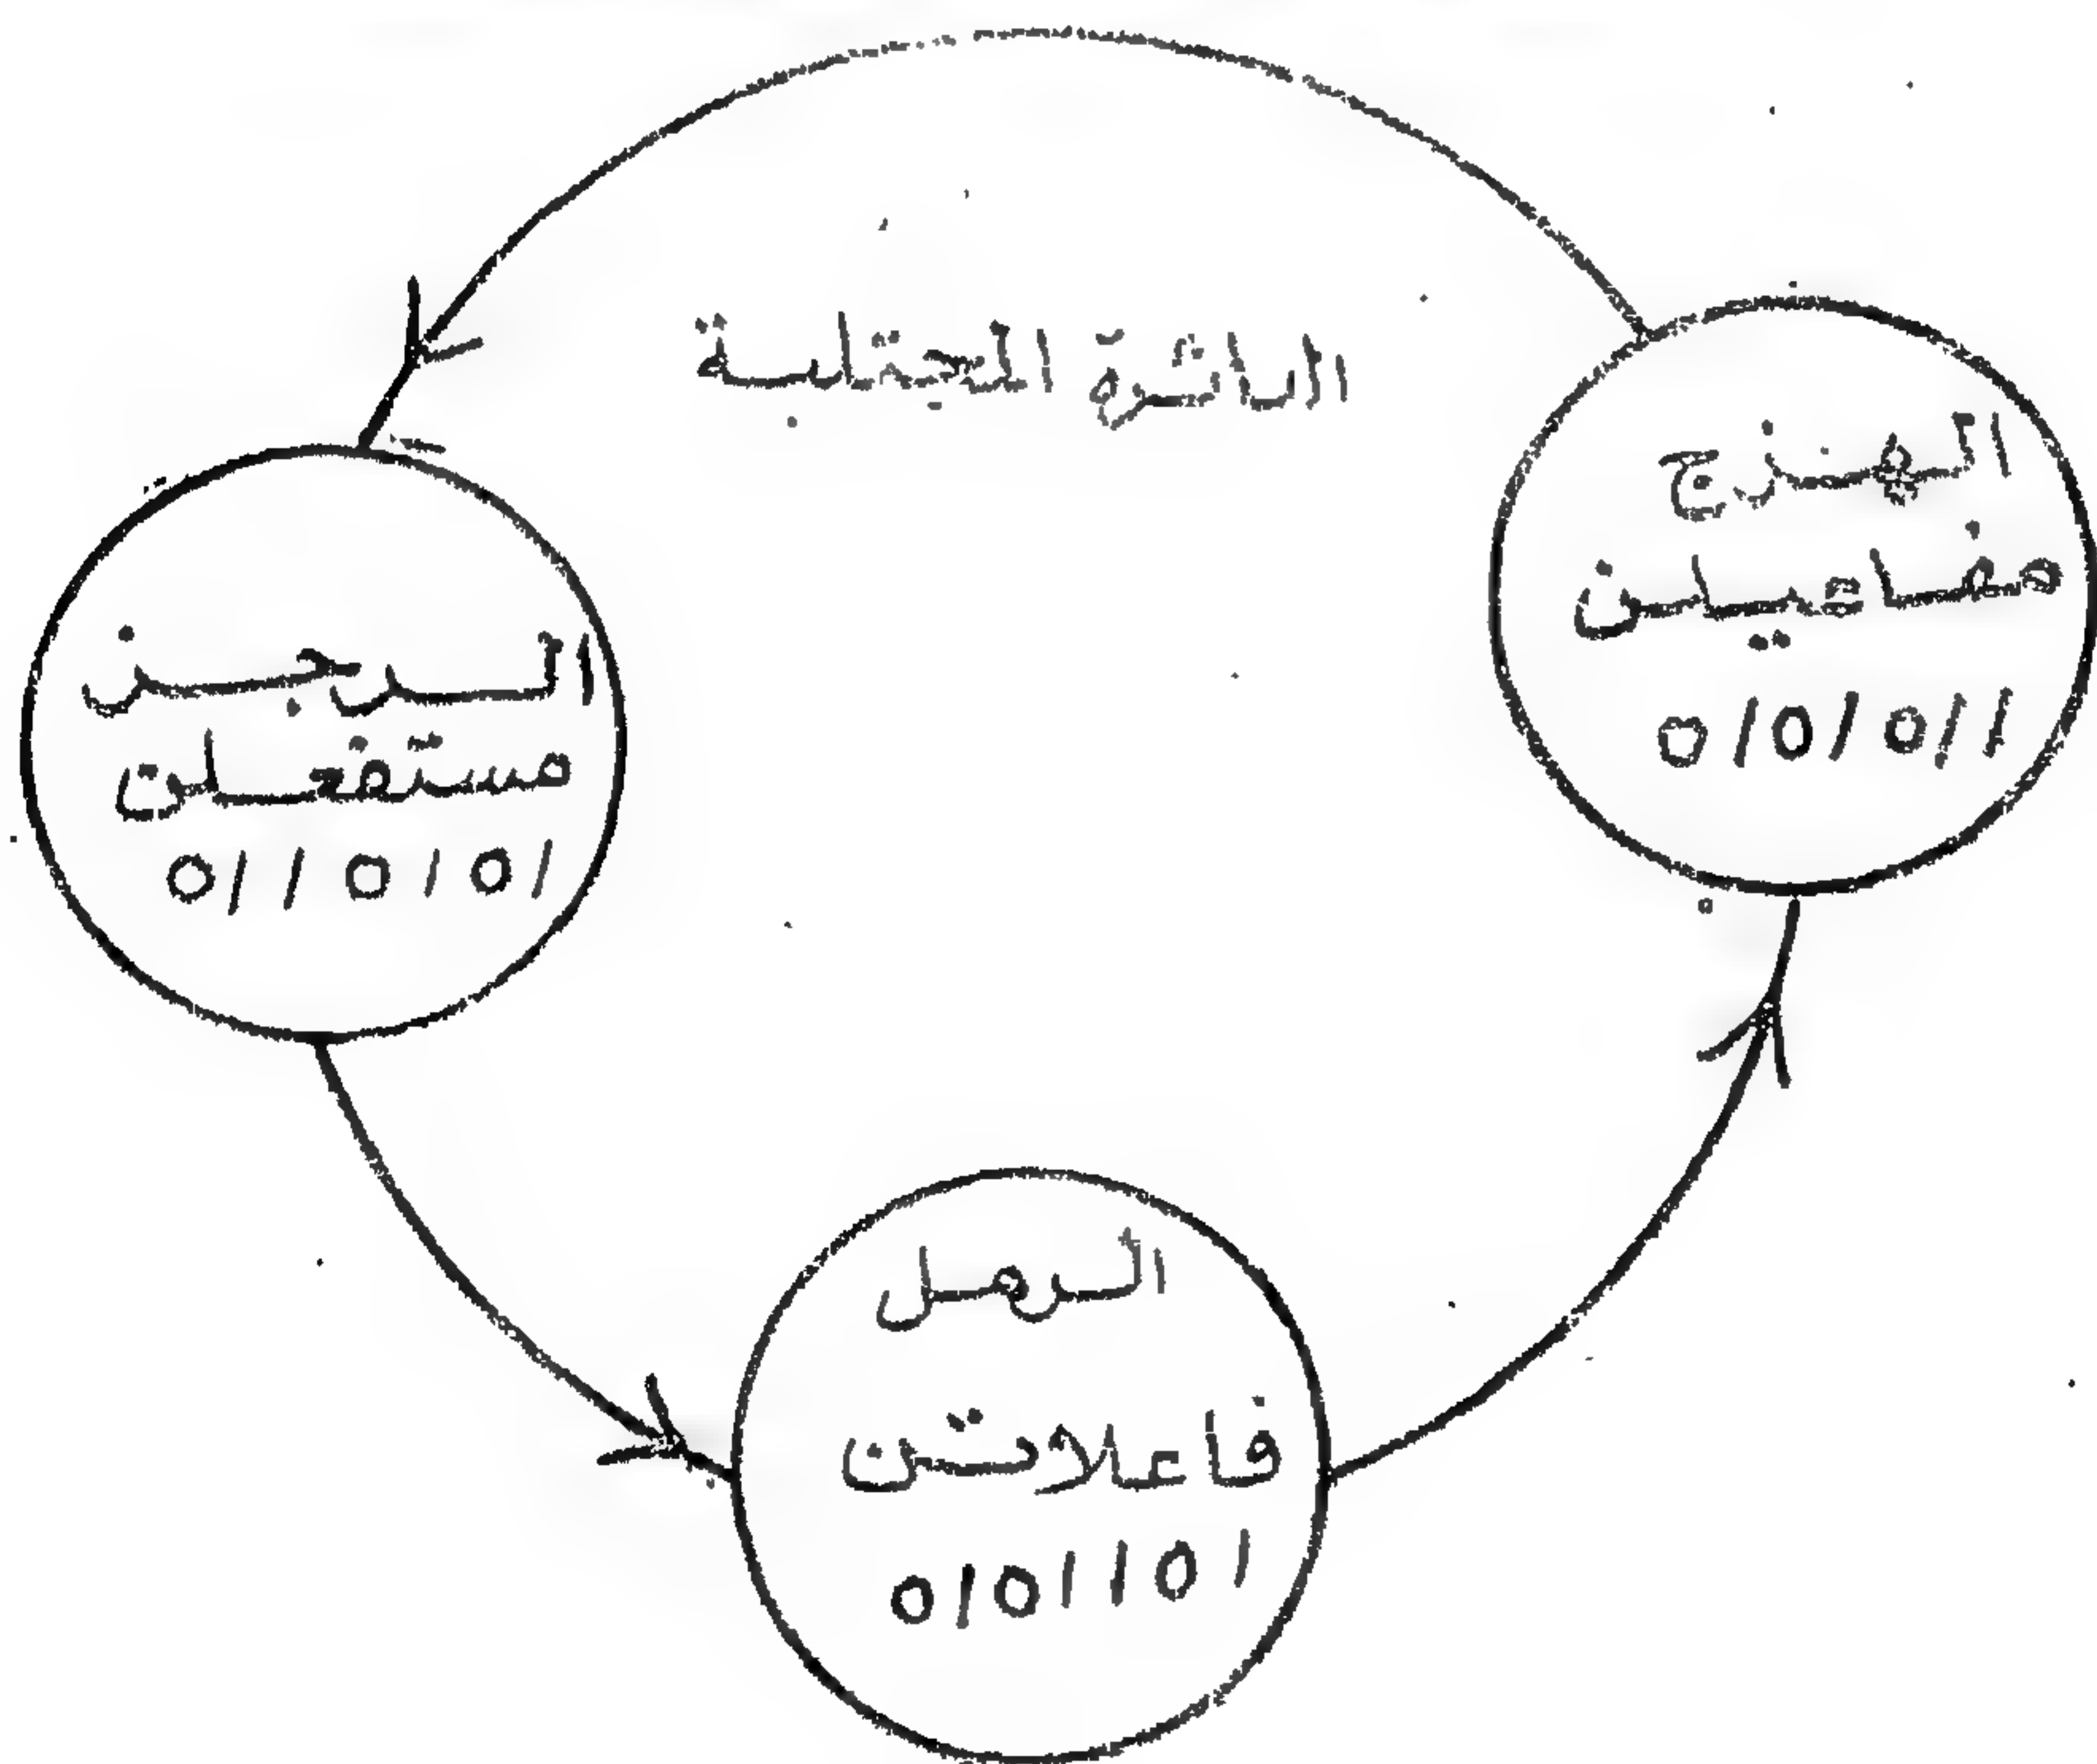 الدائرة المجتلبة
الهزج
مفاعيلن
//0/0/0
الرجز
مستفعلن
/0/0//0
الرمل
فاعلاتن
/0//0/0